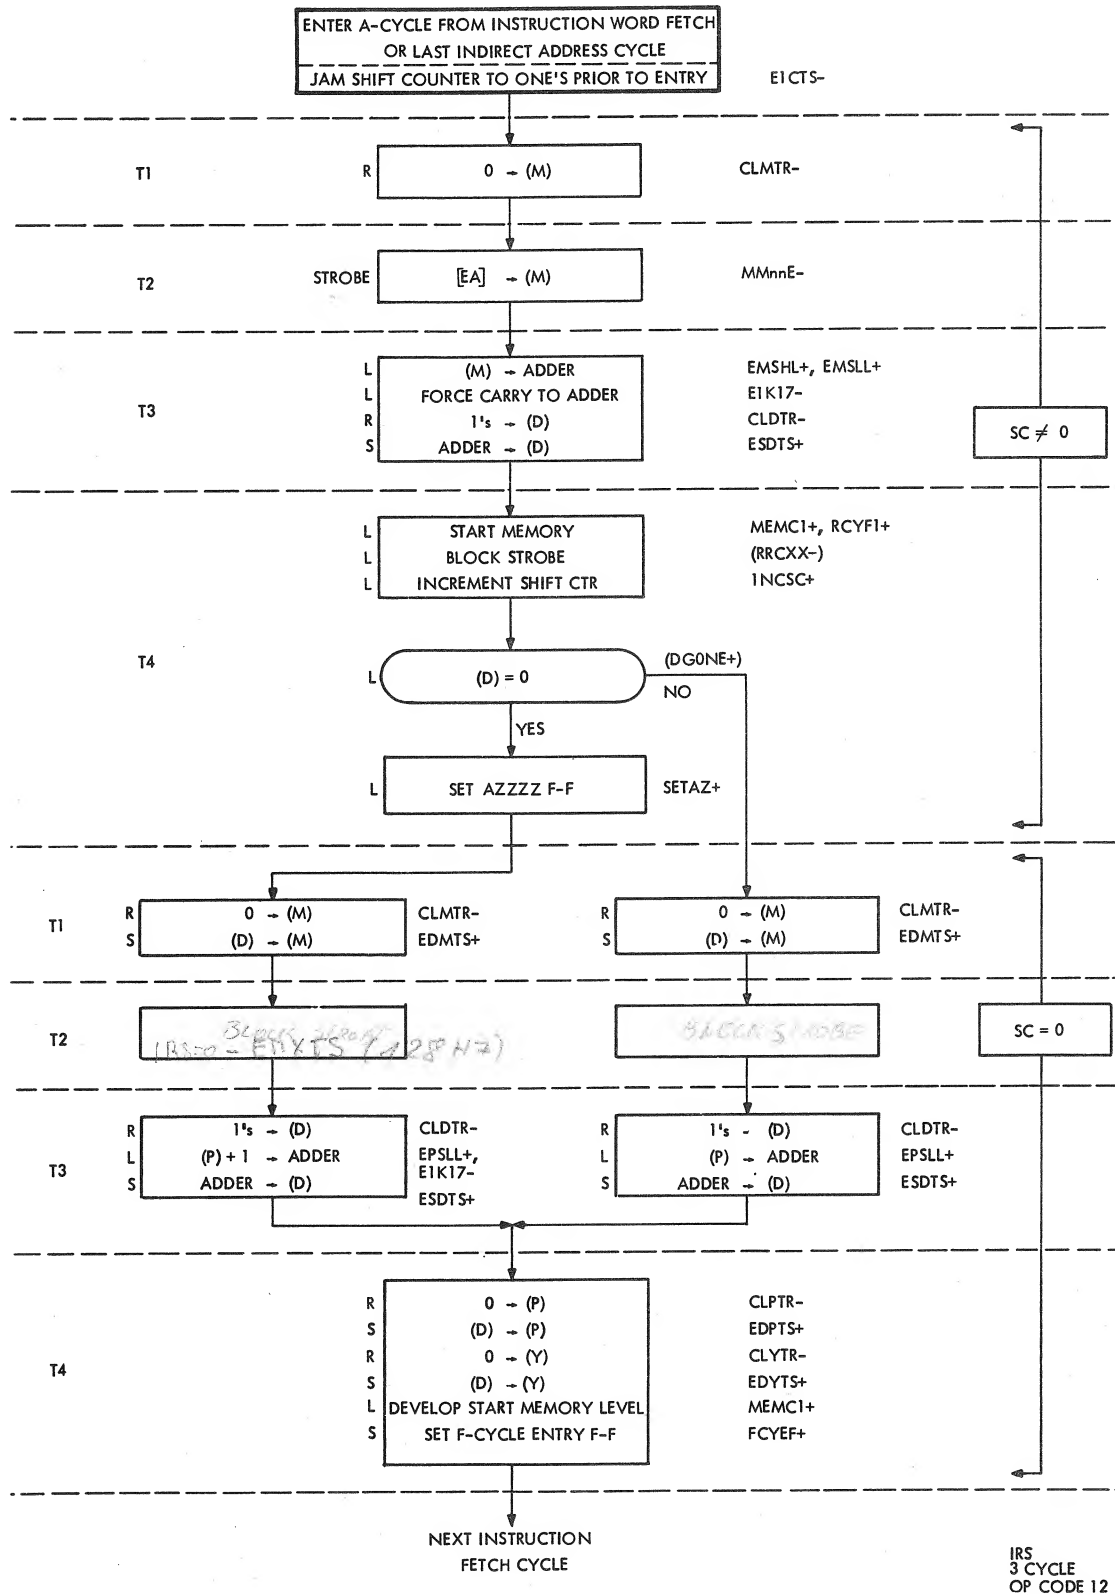 ENTER A-CYCLE FROM INSTRUCTION WORD FETCH
OR LAST INDIRECT ADDRESS CYCLE
JAM SHIFT COUNTER TO ONE'S PRIOR TO ENTRY
E1CTS-
T1
R
0 → (M)
CLMTR-
T2
STROBE
[EA] → (M)
MMnnE-
T3
L
(M) → ADDER
EMSHL+, EMSLL+
L
FORCE CARRY TO ADDER
E1K17-
R
1's → (D)
CLDTR-
S
ADDER → (D)
ESDTS+
SC ≠ 0
T4
L
START MEMORY
MEMC1+, RCYF1+
L
BLOCK STROBE
(RRCXX-)
L
INCREMENT SHIFT CTR
1NCSC+
L
(D) = 0
(DG0NE+)
NO
YES
L
SET AZZZZ F-F
SETAZ+
T1
R
0 → (M)
CLMTR-
S
(D) → (M)
EDMTS+
R
0 → (M)
CLMTR-
S
(D) → (M)
EDMTS+
T2
BLOCK
BLOCK STROBE
SC = 0
T3
R
1's → (D)
CLDTR-
L
(P) + 1 → ADDER
EPSLL+,
E1K17-
S
ADDER → (D)
ESDTS+
R
1's - (D)
CLDTR-
L
(P) → ADDER
EPSLL+
S
ADDER → (D)
ESDTS+
T4
R
0 → (P)
CLPTR-
S
(D) → (P)
EDPTS+
R
0 → (Y)
CLYTR-
S
(D) → (Y)
EDYTS+
L
DEVELOP START MEMORY LEVEL
MEMC1+
S
SET F-CYCLE ENTRY F-F
FCYEF+
NEXT INSTRUCTION
FETCH CYCLE
IRS
3 CYCLE
OP CODE 12